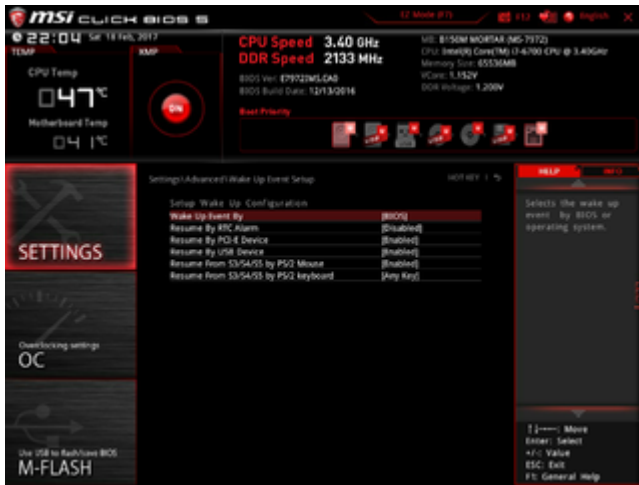 msi CLICK BIOS 5
EZ Mode (F7)
F12
English
X
22:04 Sat 18 Feb, 2017
TEMP
XMP
CPU Temp
47°C
Motherboard Temp
41°C
ON
CPU Speed 3.40 GHz
DDR Speed 2133 MHz
BIOS Ver: E7972IMS.CA0
BIOS Build Date: 12/13/2016
MB: B150M MORTAR (MS-7972)
CPU: Intel(R) Core(TM) i7-6700 CPU @ 3.40GHz
Memory Size: 65536MB
VCore: 1.152V
DDR Voltage: 1.200V
Boot Priority
SETTINGS
Overclocking settings
OC
Use USB to flash/save BIOS
M-FLASH
Settings\Advanced\Wake Up Event Setup
HOT KEY
Setup Wake Up Configuration
Wake Up Event By [BIOS]
Resume By RTC Alarm [Disabled]
Resume By PCI-E Device [Enabled]
Resume By USB Device [Enabled]
Resume From S3/S4/S5 by PS/2 Mouse [Enabled]
Resume From S3/S4/S5 by PS/2 keyboard [Any Key]
HELP
INFO
Selects the wake up
event by BIOS or
operating system.
Move
Enter: Select
+/-: Value
ESC: Exit
F1: General Help